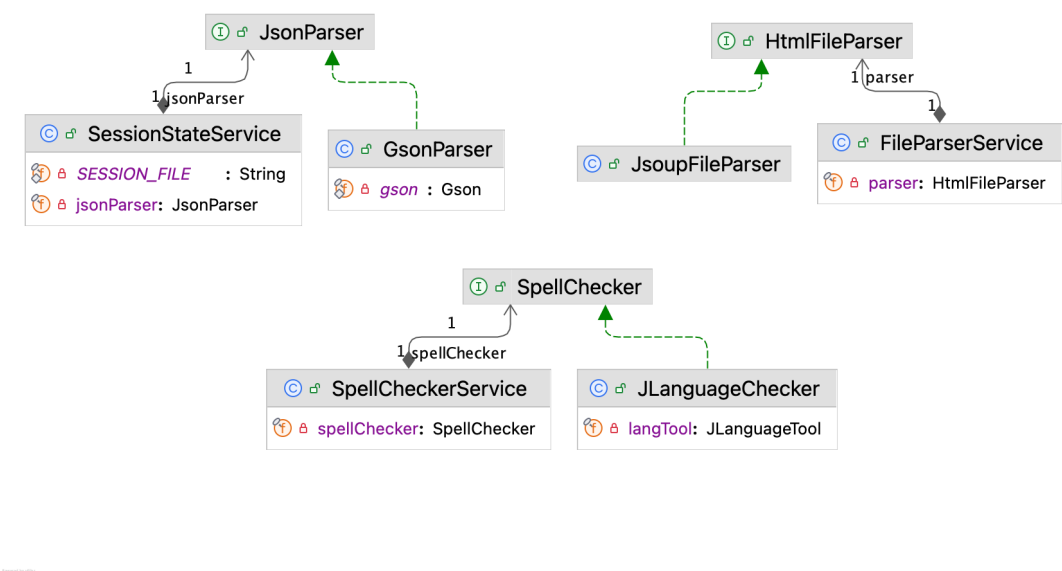 JsonParser
HtmlFileParser
1
1 jsonParser
1 parser
1
SessionStateService
SESSION_FILE : String
jsonParser: JsonParser
GsonParser
gson : Gson
JsoupFileParser
FileParserService
parser: HtmlFileParser
SpellChecker
1
1 spellChecker
SpellCheckerService
spellChecker: SpellChecker
JLanguageChecker
langTool: JLanguageTool